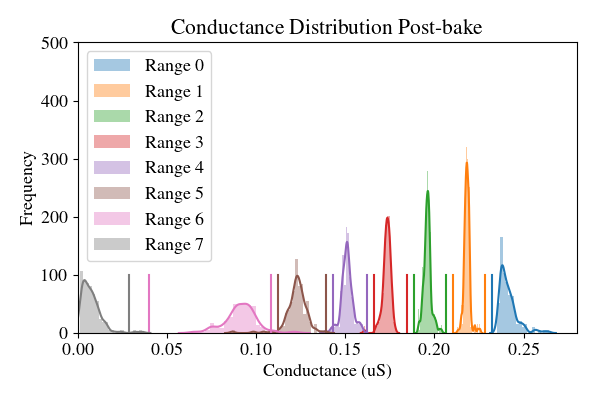 Conductance Distribution Post-bake
500
400
300
200
100
0
Frequency
Range 0
Range 1
Range 2
Range 3
Range 4
Range 5
Range 6
Range 7
0.00 0.05 0.10 0.15 0.20 0.25
Conductance (uS)